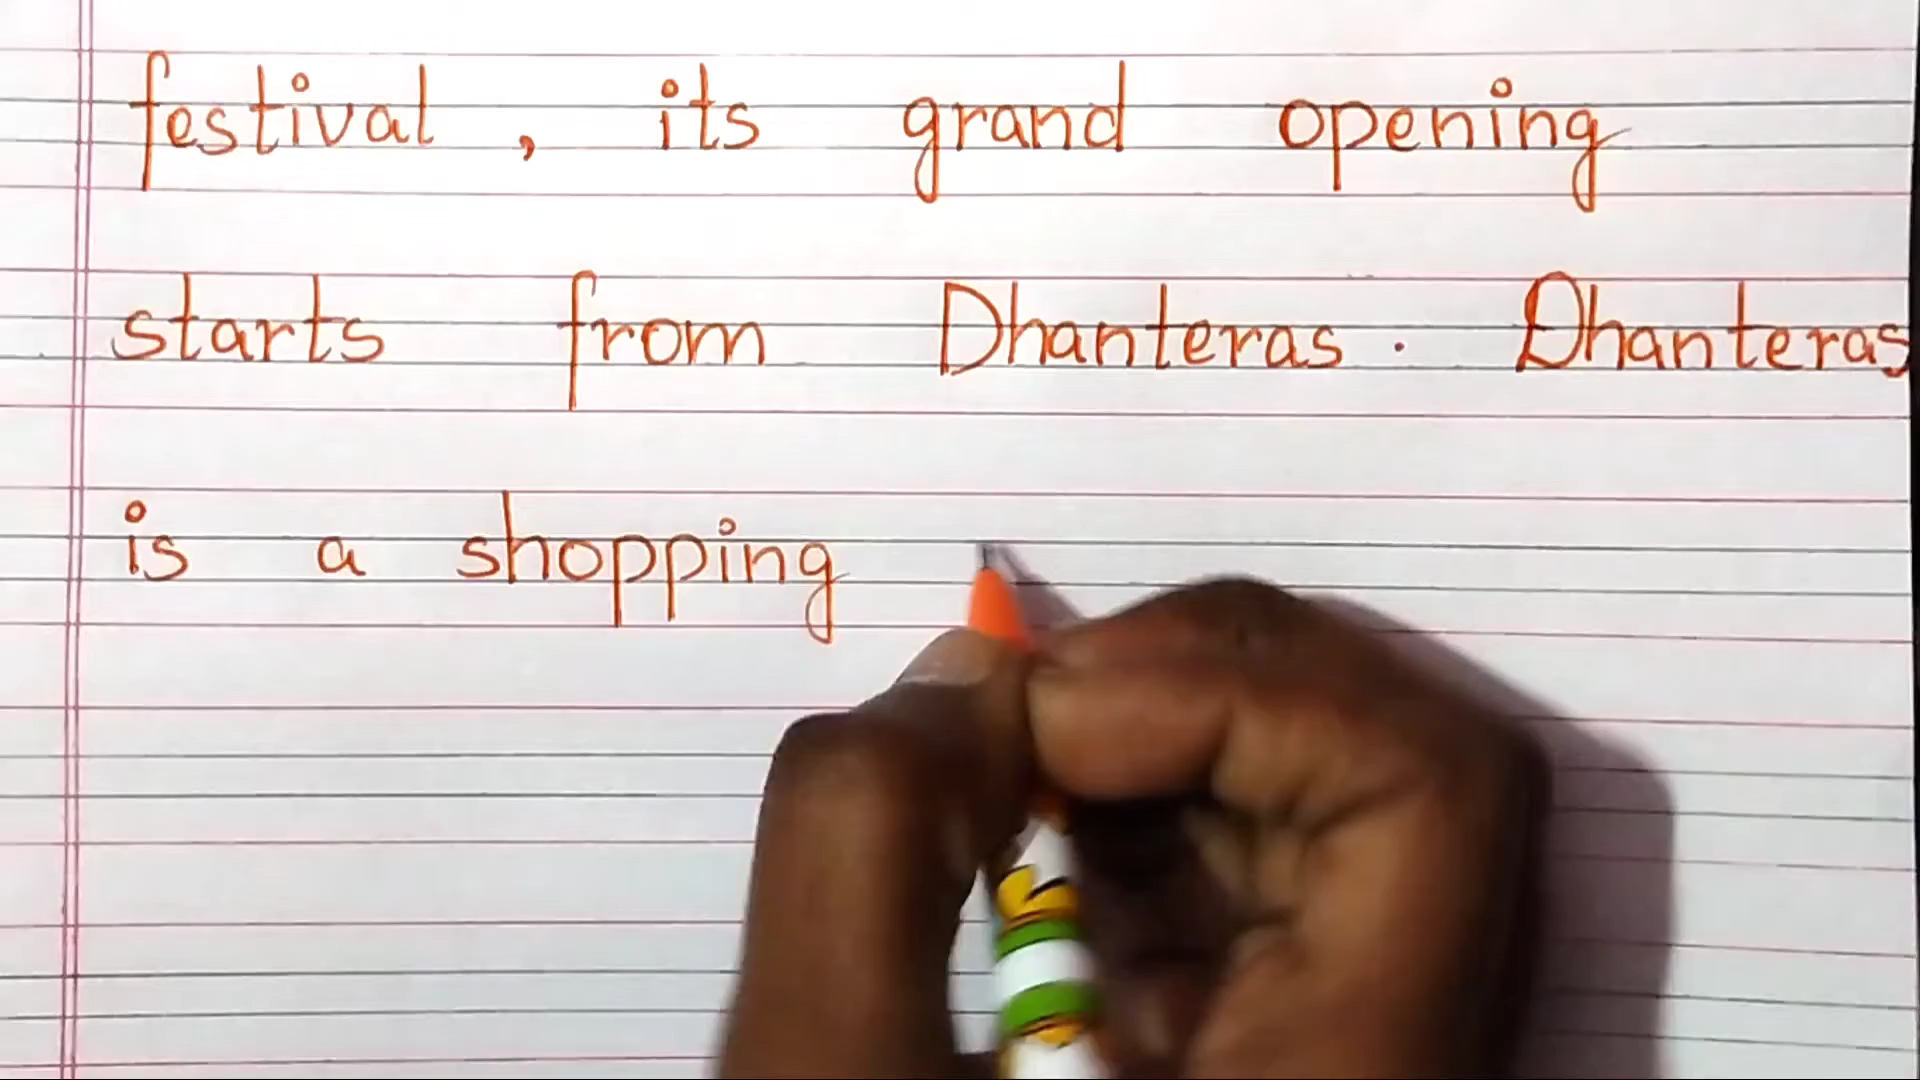 festival , its grand opening
starts from Dhanteras . Dhanteras
is a shopping